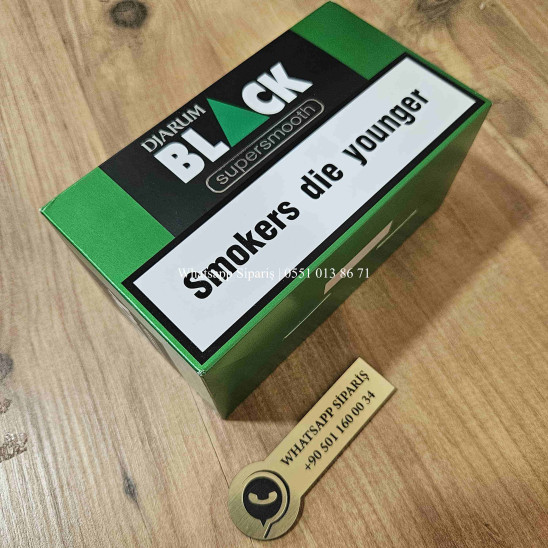 DJARUM
BLACK
supersmooth
Smokers die younger
Whatsapp Sipariş | 0551 013 86 71
WHATSAPP SİPARİŞ
+90 501 160 00 34